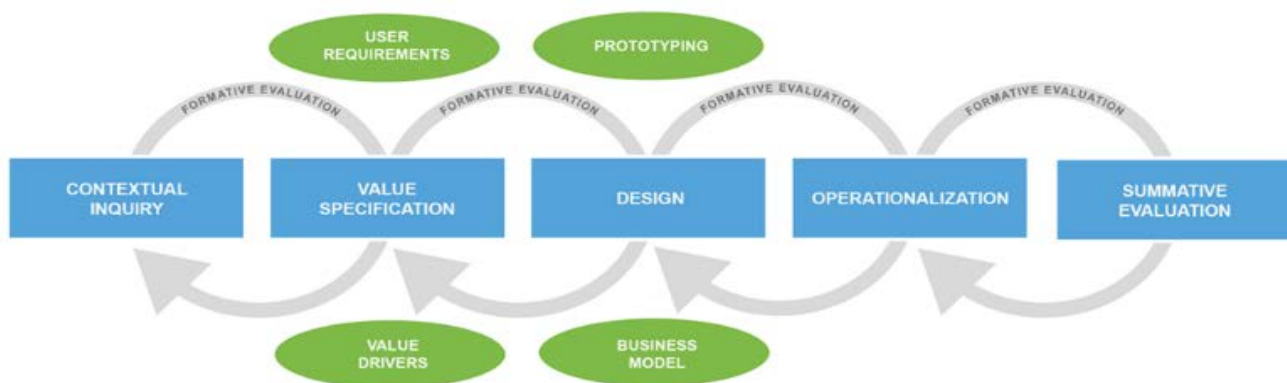 USER
REQUIREMENTS
PROTOTYPING
FORMATIVE EVALUATION
FORMATIVE EVALUATION
FORMATIVE EVALUATION
FORMATIVE EVALUATION
CONTEXTUAL
INQUIRY
VALUE
SPECIFICATION
DESIGN
OPERATIONALIZATION
SUMMATIVE
EVALUATION
VALUE
DRIVERS
BUSINESS
MODEL